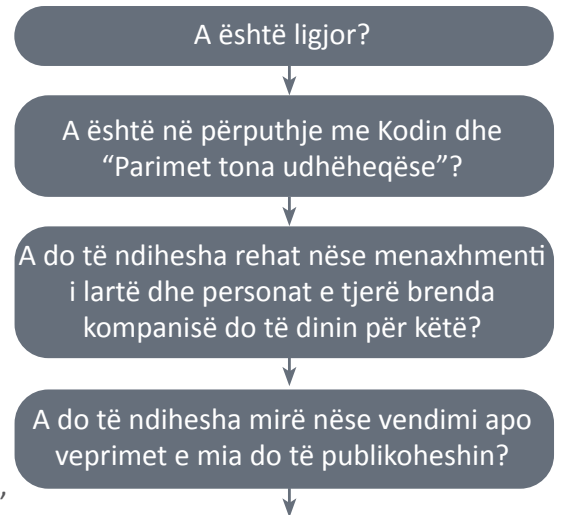 A është ligjor?
A është në përputhje me Kodin dhe
“Parimet tona udhëheqëse”?
A do të ndihesha rehat nëse menaxhmenti
i lartë dhe personat e tjerë brenda
kompanisë do të dinin për këtë?
A do të ndihesha mirë nëse vendimi apo
veprimet e mia do të publikoheshin?
,